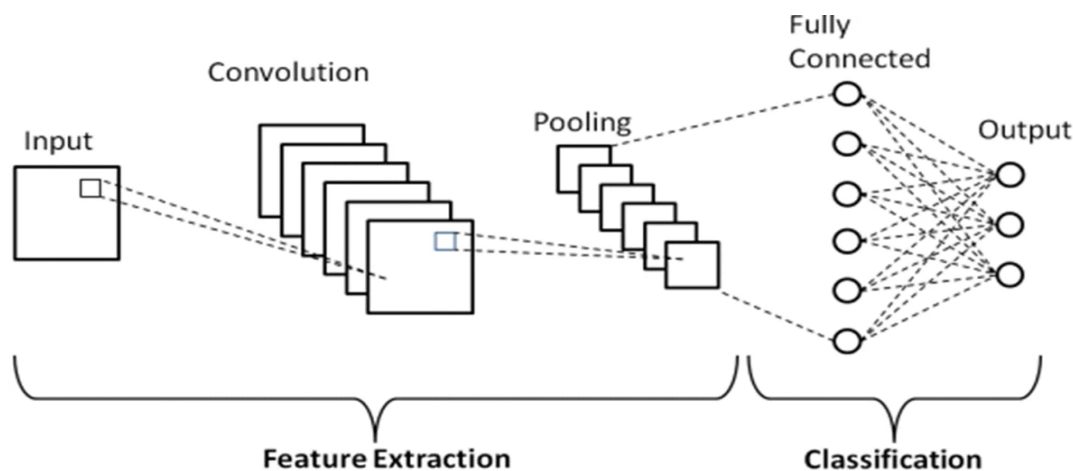 Input
Convolution
Pooling
Fully
Connected
Output
Feature Extraction
Classification